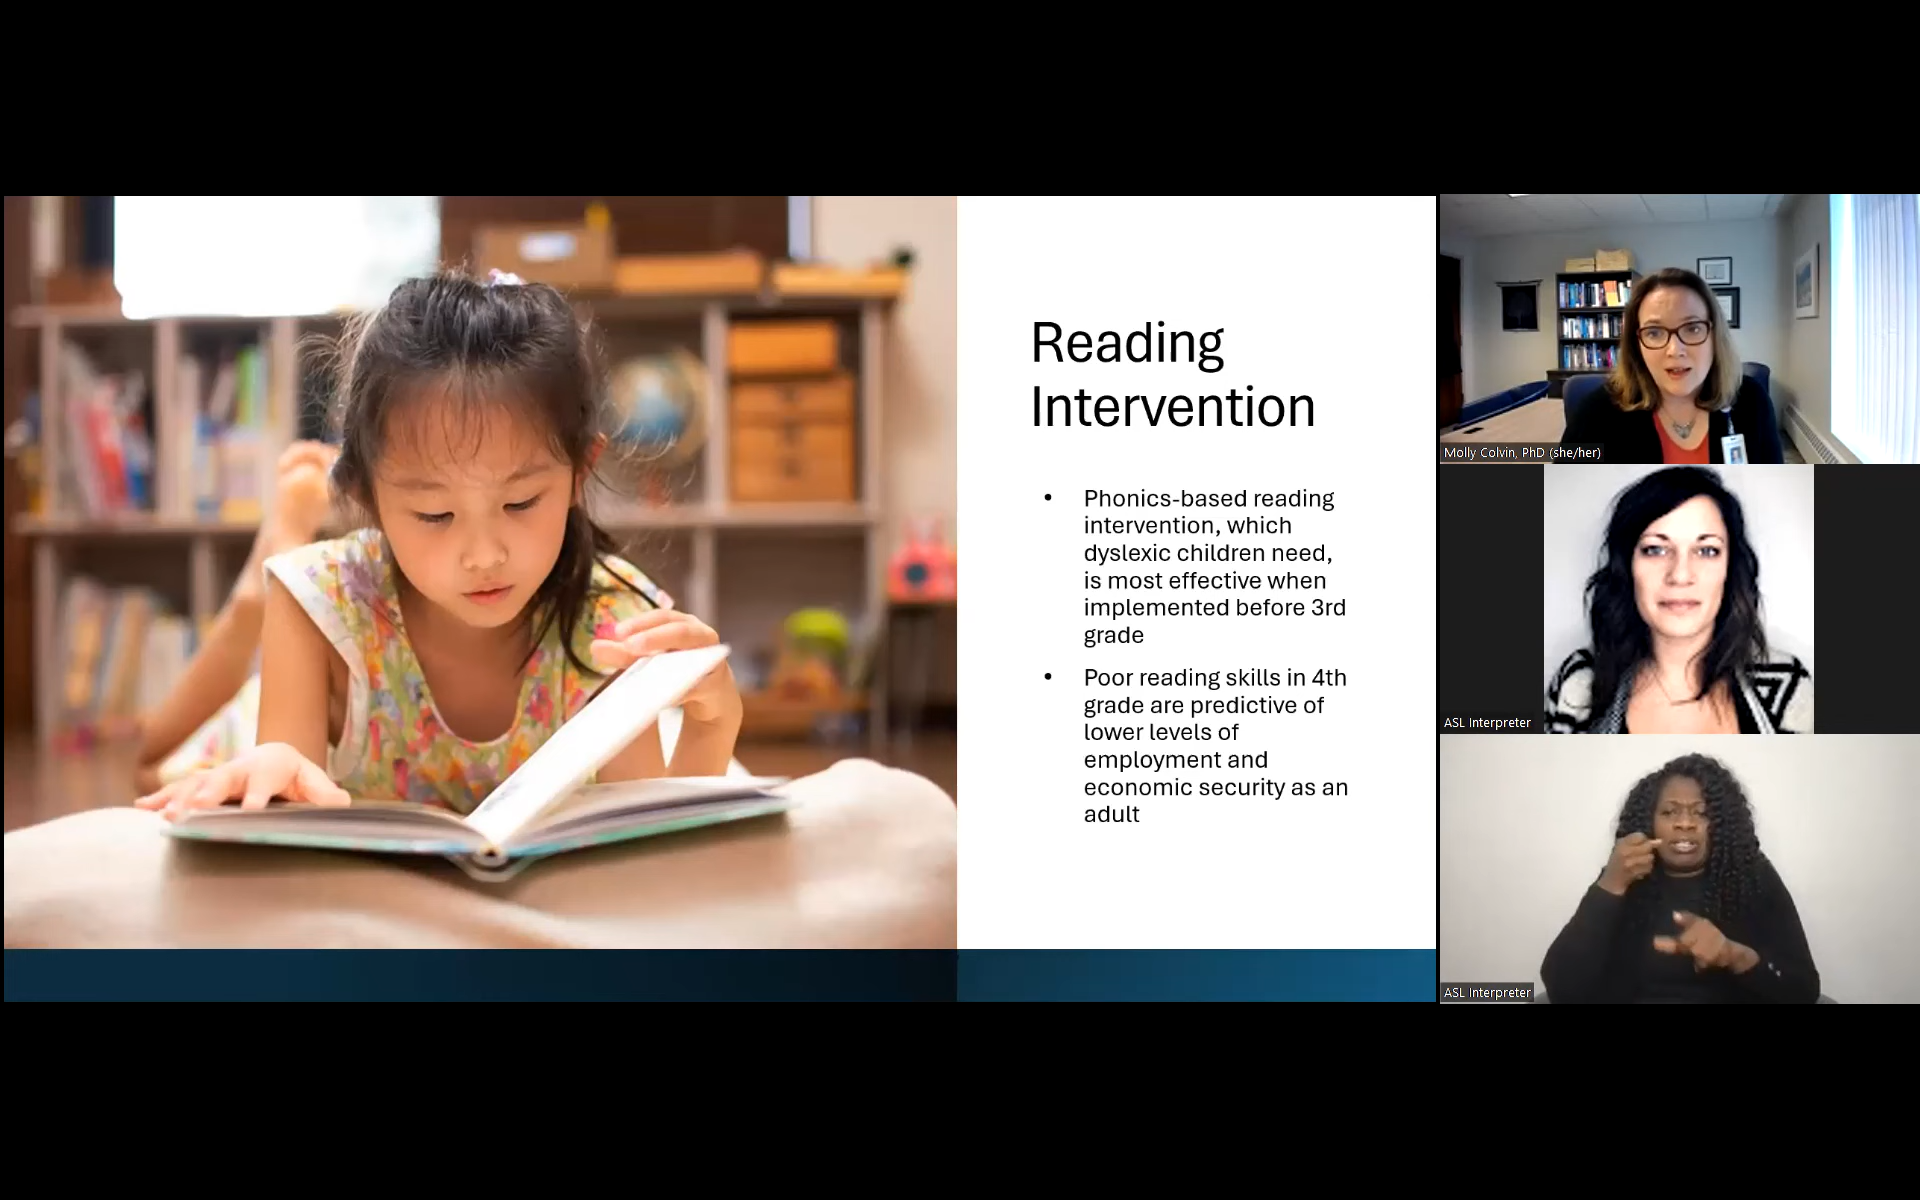 Reading
Intervention
• Phonics-based reading
intervention, which
dyslexic children need,
is most effective when
implemented before 3rd
grade
• Poor reading skills in 4th
grade are predictive of
lower levels of
employment and
economic security as an
adult
Molly Colvin, PhD (she/her)
ASL Interpreter
ASL Interpreter